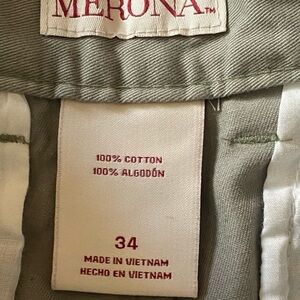 MERONA™
100% COTTON
100% ALGODÓN
34
MADE IN VIETNAM
HECHO EN VIETNAM